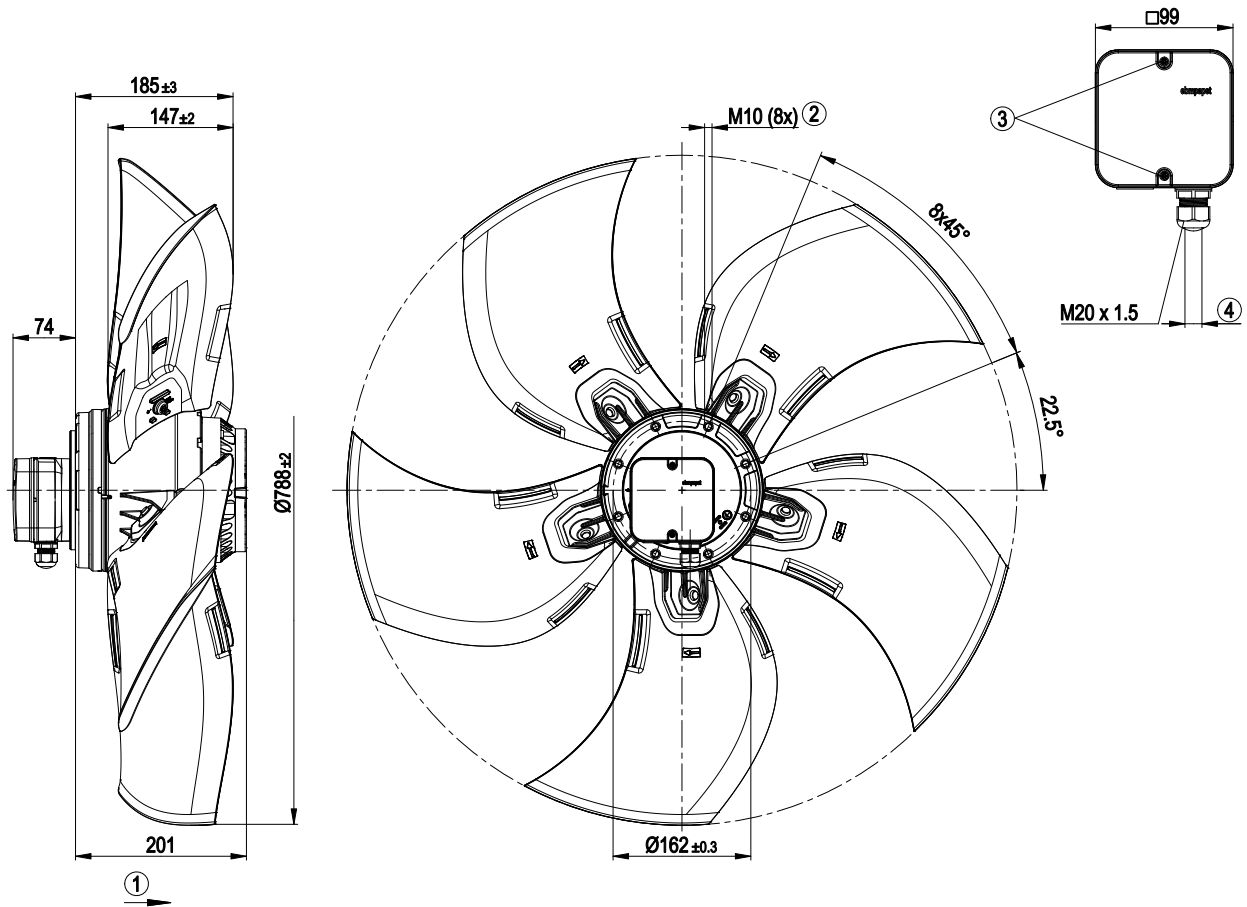 □99
185±3
147±2
M10 (8x) ②
ebmpapst
③
8x45°
M20 x 1.5
④
74
22.5°
Ø788±2
ebmpapst
201
Ø162 ±0.3
①